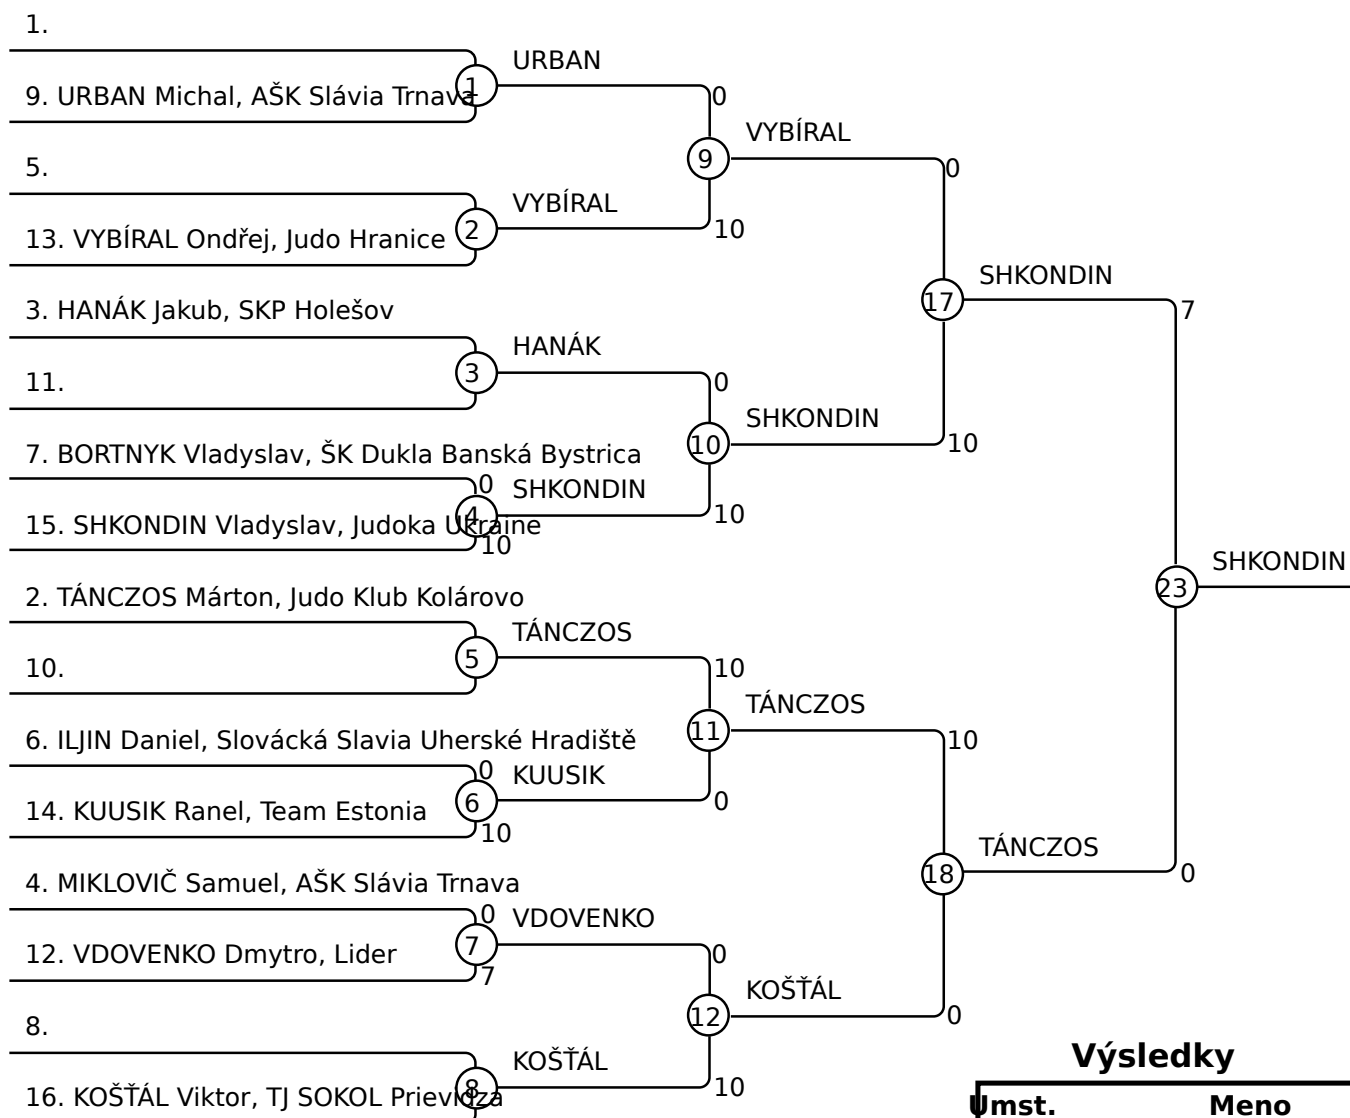 1.
URBAN
9. URBAN Michal, AŠK Slávia Trnava
1
0
VYBÍRAL
9
5.
0
VYBÍRAL
2
10
13. VYBÍRAL Ondřej, Judo Hranice
SHKONDIN
17
7
3. HANÁK Jakub, SKP Holešov
HANÁK
3
0
11.
SHKONDIN
10
10
7. BORTNYK Vladyslav, ŠK Dukla Banská Bystrica
0
SHKONDIN
4
10
15. SHKONDIN Vladyslav, Judoka Ukraine
10
SHKONDIN
23
2. TÁNCZOS Márton, Judo Klub Kolárovo
TÁNCZOS
5
10
10.
TÁNCZOS
11
10
6. ILJIN Daniel, Slovácká Slavia Uherské Hradiště
0
KUUSIK
6
0
14. KUUSIK Ranel, Team Estonia
10
TÁNCZOS
18
0
4. MIKLOVIČ Samuel, AŠK Slávia Trnava
0
VDOVENKO
7
0
12. VDOVENKO Dmytro, Lider
7
KOŠŤÁL
12
0
8.
KOŠŤÁL
8
10
16. KOŠŤÁL Viktor, TJ SOKOL Prievidza
Výsledky
Umst. Meno